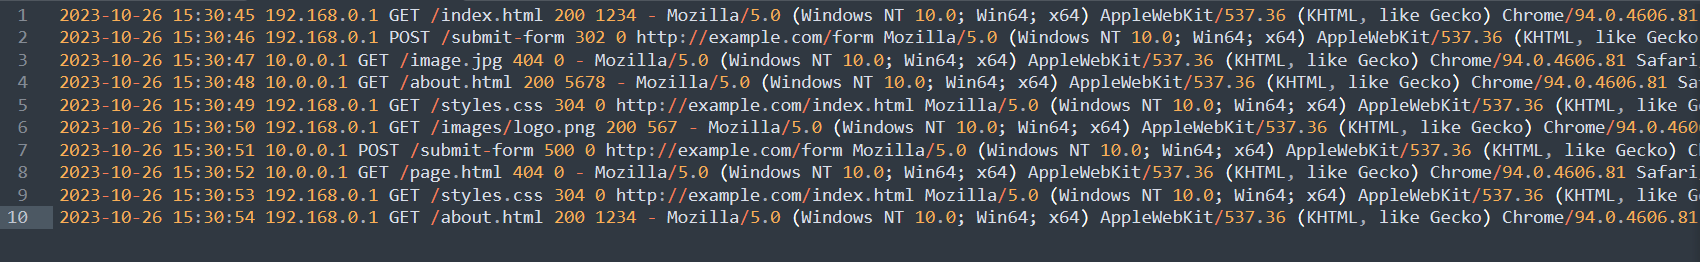 1 2023-10-26 15:30:45 192.168.0.1 GET /index.html 200 1234 - Mozilla/5.0 (Windows NT 10.0; Win64; x64) AppleWebKit/537.36 (KHTML, like Gecko) Chrome/94.0.4606.81
2 2023-10-26 15:30:46 192.168.0.1 POST /submit-form 302 0 http://example.com/form Mozilla/5.0 (Windows NT 10.0; Win64; x64) AppleWebKit/537.36 (KHTML, like Gecko
3 2023-10-26 15:30:47 10.0.0.1 GET /image.jpg 404 0 - Mozilla/5.0 (Windows NT 10.0; Win64; x64) AppleWebKit/537.36 (KHTML, like Gecko) Chrome/94.0.4606.81 Safari
4 2023-10-26 15:30:48 10.0.0.1 GET /about.html 200 5678 - Mozilla/5.0 (Windows NT 10.0; Win64; x64) AppleWebKit/537.36 (KHTML, like Gecko) Chrome/94.0.4606.81 Sa
5 2023-10-26 15:30:49 192.168.0.1 GET /styles.css 304 0 http://example.com/index.html Mozilla/5.0 (Windows NT 10.0; Win64; x64) AppleWebKit/537.36 (KHTML, like G
6 2023-10-26 15:30:50 192.168.0.1 GET /images/logo.png 200 567 - Mozilla/5.0 (Windows NT 10.0; Win64; x64) AppleWebKit/537.36 (KHTML, like Gecko) Chrome/94.0.460
7 2023-10-26 15:30:51 10.0.0.1 POST /submit-form 500 0 http://example.com/form Mozilla/5.0 (Windows NT 10.0; Win64; x64) AppleWebKit/537.36 (KHTML, like Gecko) C
8 2023-10-26 15:30:52 10.0.0.1 GET /page.html 404 0 - Mozilla/5.0 (Windows NT 10.0; Win64; x64) AppleWebKit/537.36 (KHTML, like Gecko) Chrome/94.0.4606.81 Safari
9 2023-10-26 15:30:53 192.168.0.1 GET /styles.css 304 0 http://example.com/index.html Mozilla/5.0 (Windows NT 10.0; Win64; x64) AppleWebKit/537.36 (KHTML, like G
10 2023-10-26 15:30:54 192.168.0.1 GET /about.html 200 1234 - Mozilla/5.0 (Windows NT 10.0; Win64; x64) AppleWebKit/537.36 (KHTML, like Gecko) Chrome/94.0.4606.81